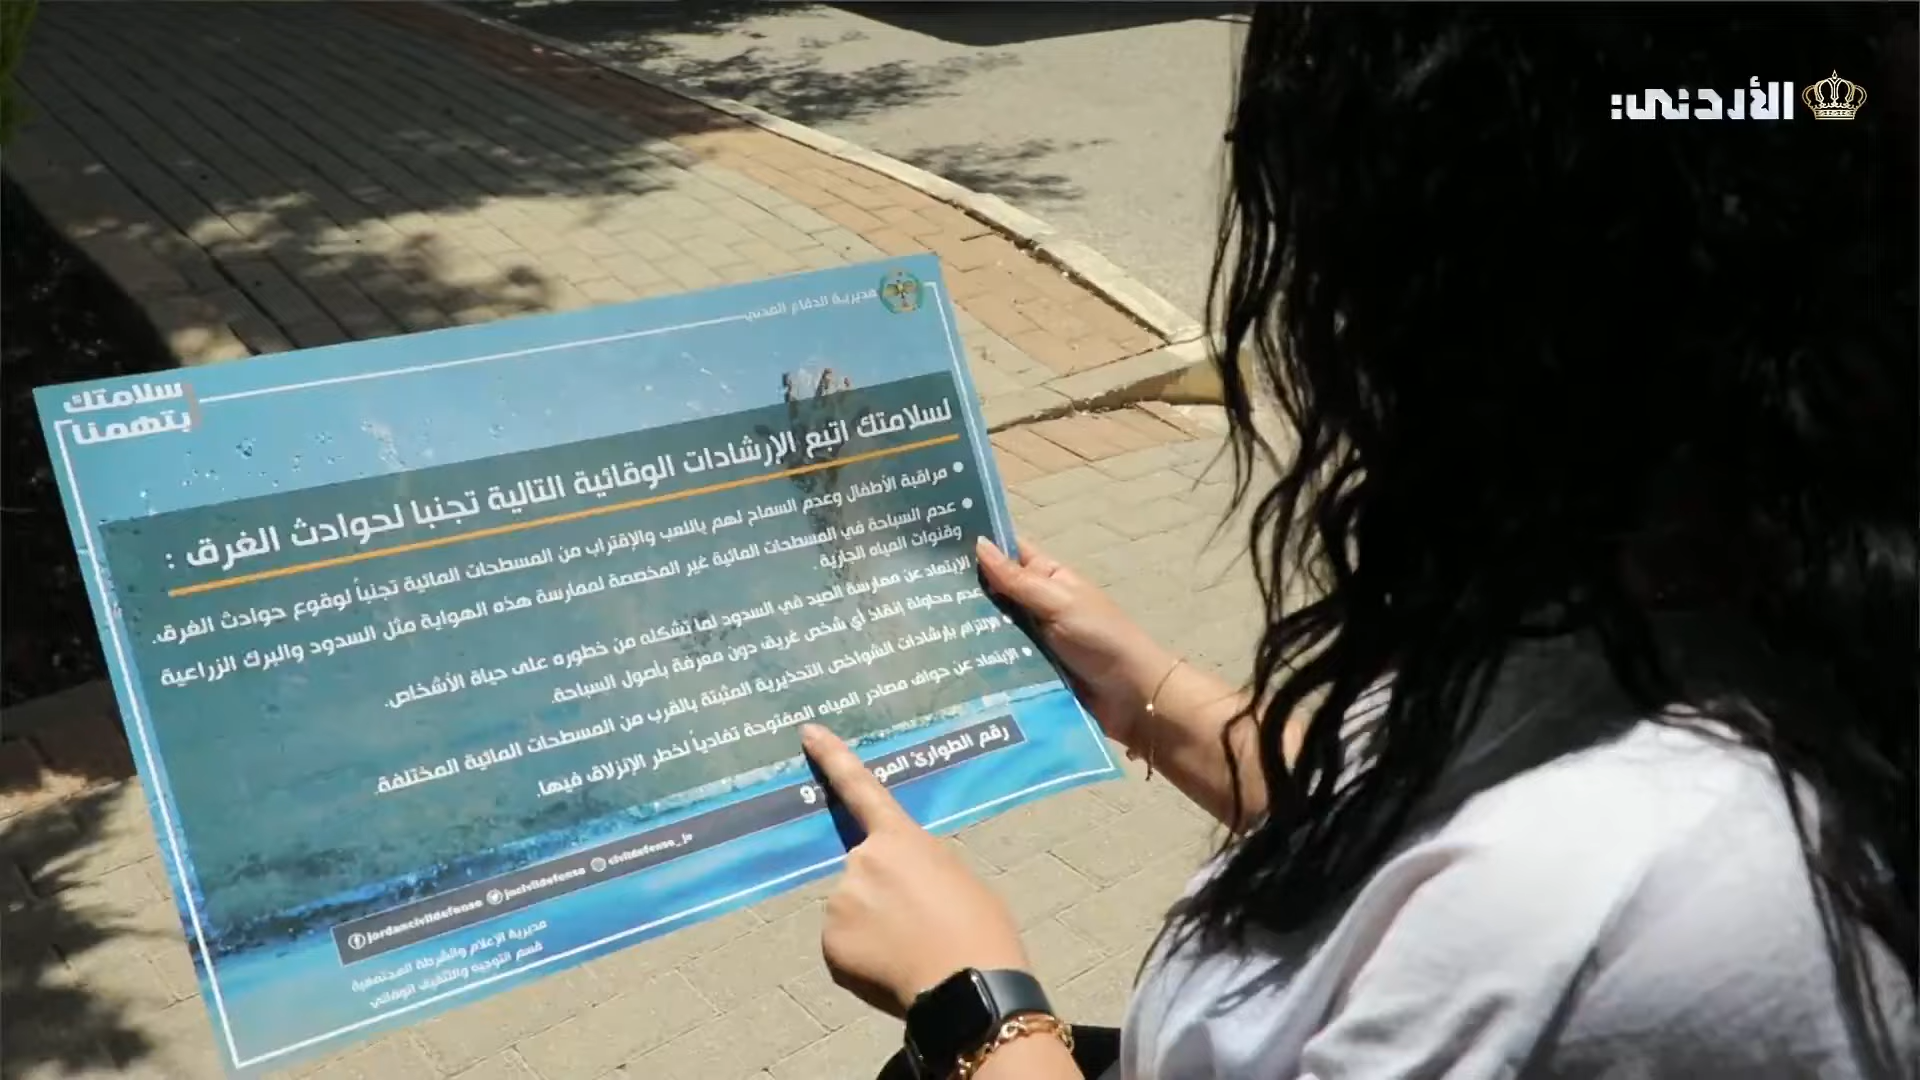 الأردني:
مديرية الدفاع المدني
سلامتك
بتهمنا
لسلامتك اتبع الإرشادات الوقائية التالية تجنبا لحوادث الغرق :
• مراقبة الأطفال وعدم السماح لهم باللعب والإقتراب من المسطحات المائية تجنباً لوقوع حوادث الغرق.
• عدم السباحة في المسطحات المائية غير المخصصة لممارسة هذه الهواية مثل السدود والبرك الزراعية
وقنوات المياه الجارية .
الإبتعاد عن ممارسة الصيد في السدود لما تشكله من خطوره على حياة الأشخاص.
عدم محاولة إنقاذ أي شخص غريق دون معرفة بأصول السباحة.
• الإلتزام بإرشادات الشواخص التحذيرية المثبتة بالقرب من المسطحات المائية المختلفة.
• الإبتعاد عن حواف مصادر المياه المفتوحة تفادياً لخطر الإنزلاق فيها.
رقم الطوارئ
9
jordancivildefense jocivildefense civildefense_jo
مديرية الإعلام والشرطة المجتمعية
قسم التوجيه والتثقيف الوقائي